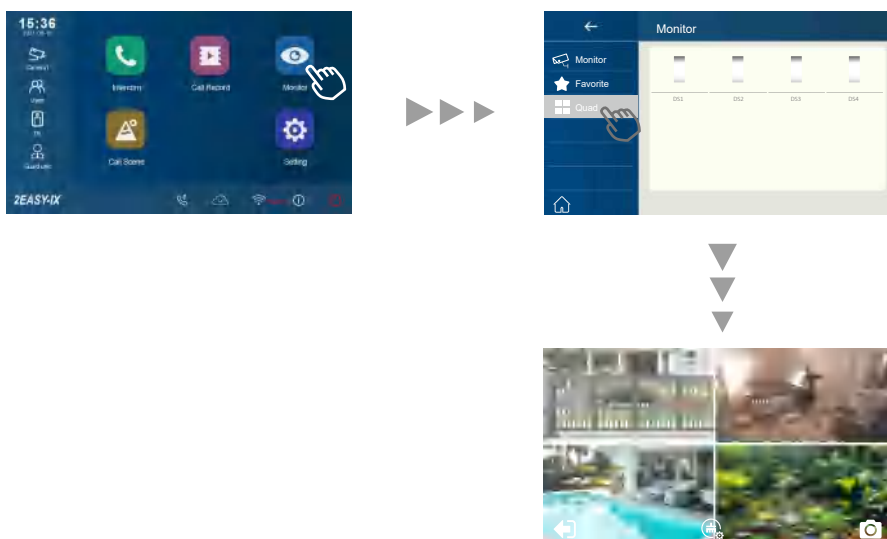 15:36
General
Intercom
Call Record
Monitor
Call Scene
Setting
2EASY-IX
Monitor
Monitor
Favorite
Quad
DS1
DS2
DS3
DS4